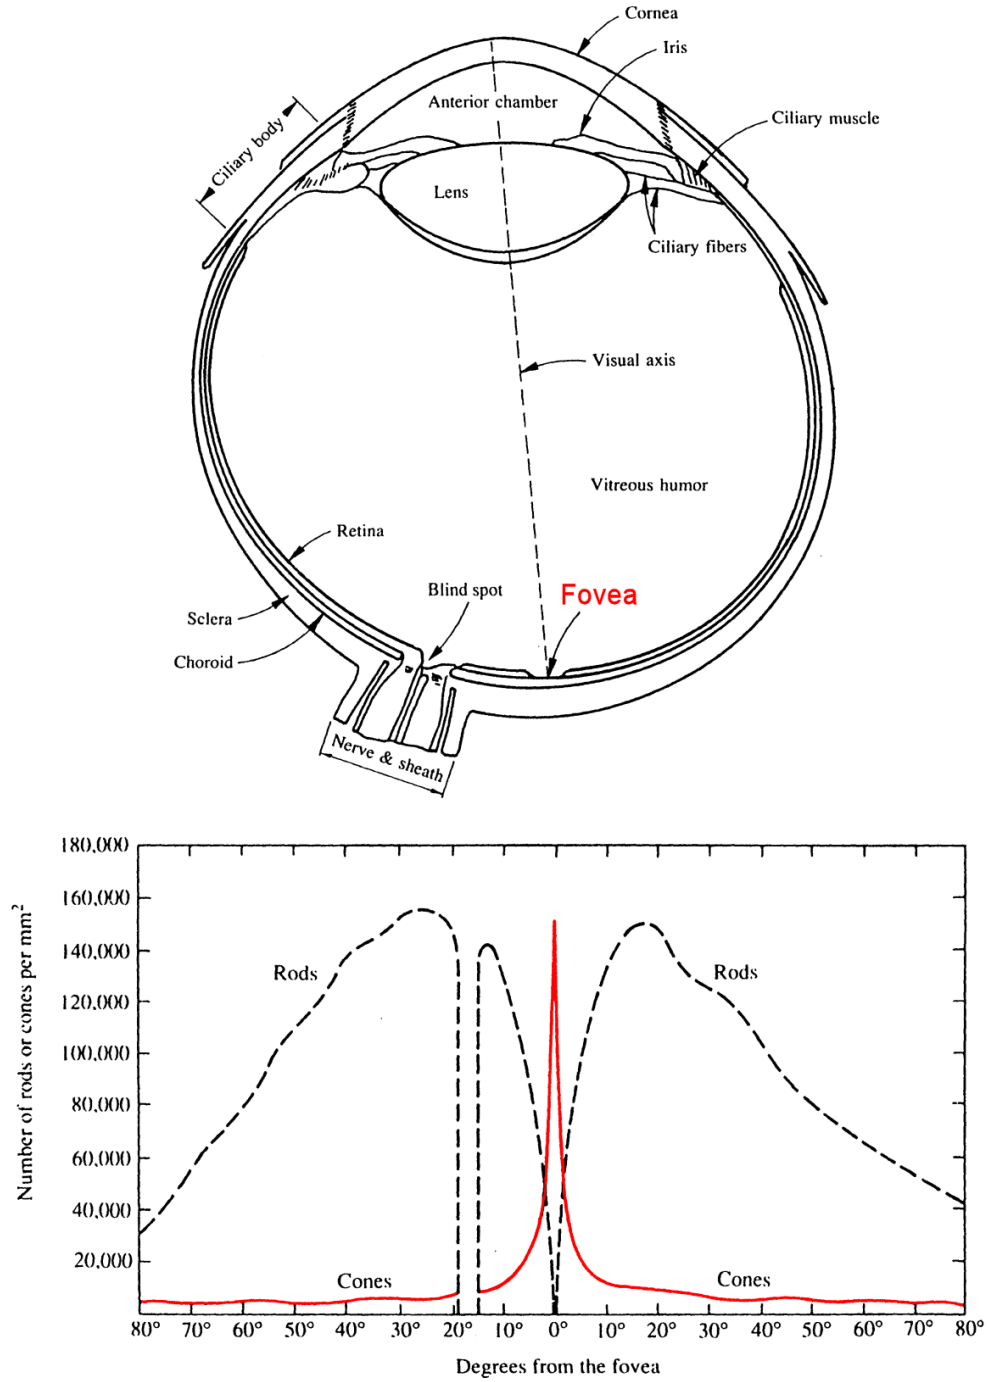 Cornea
Iris
Anterior chamber
Ciliary muscle
Ciliary body
Lens
Ciliary fibers
Visual axis
Vitreous humor
Retina
Blind spot
Fovea
Sclera
Choroid
Nerve & sheath
Number of rods or cones per mm²
180,000
160,000
140,000
120,000
100,000
80,000
60,000
40,000
20,000
Rods
Rods
Cones
Cones
80° 70° 60° 50° 40° 30° 20° 10° 0° 10° 20° 30° 40° 50° 60° 70° 80°
Degrees from the fovea